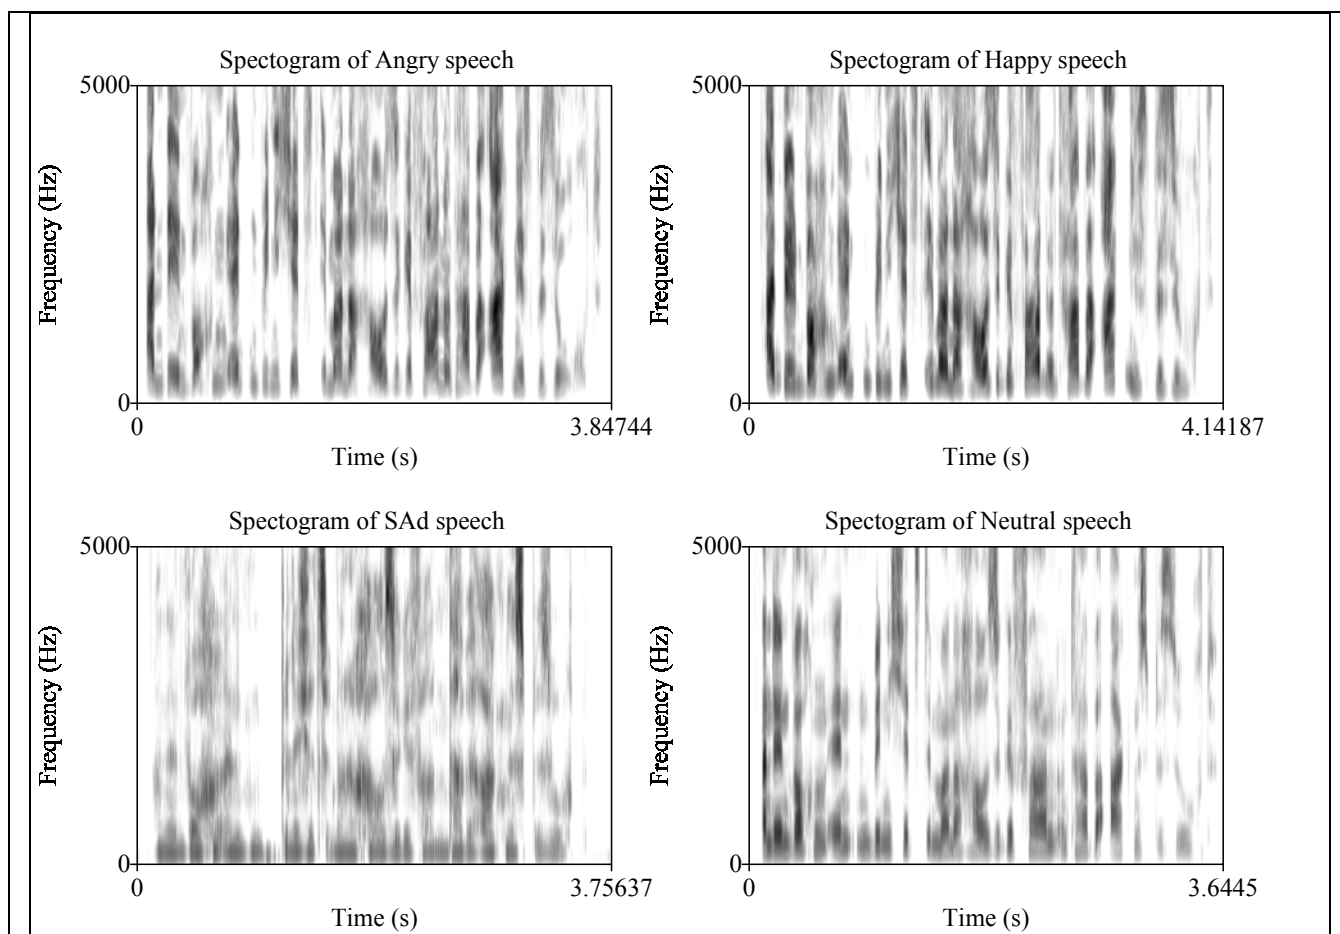 Spectogram of Angry speech
5000
Frequency (Hz)
0
0
3.84744
Time (s)
Spectogram of Happy speech
5000
Frequency (Hz)
0
0
4.14187
Time (s)
Spectogram of SAd speech
5000
Frequency (Hz)
0
0
3.75637
Time (s)
Spectogram of Neutral speech
5000
Frequency (Hz)
0
0
3.6445
Time (s)